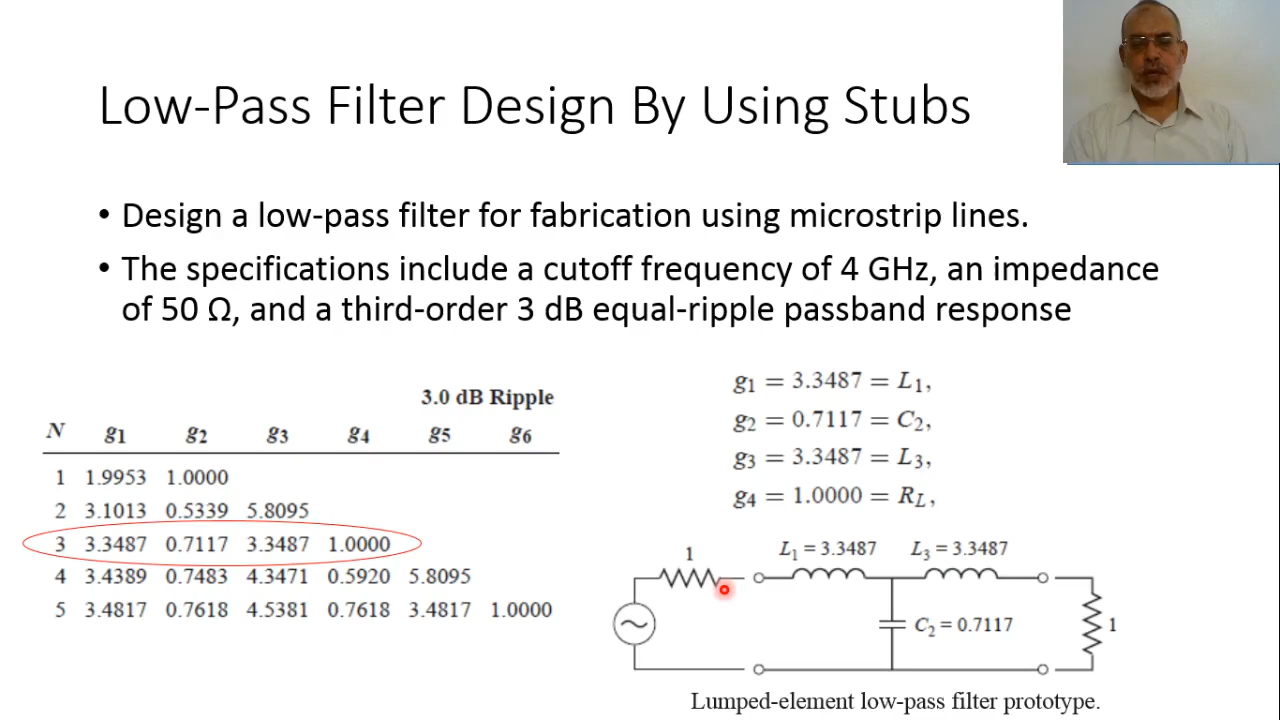 Low-Pass Filter Design By Using Stubs
• Design a low-pass filter for fabrication using microstrip lines.
• The specifications include a cutoff frequency of 4 GHz, an impedance
of 50 Ω, and a third-order 3 dB equal-ripple passband response
3.0 dB Ripple
N g1 g2 g3 g4 g5 g6
1 1.9953 1.0000
2 3.1013 0.5339 5.8095
3 3.3487 0.7117 3.3487 1.0000
4 3.4389 0.7483 4.3471 0.5920 5.8095
5 3.4817 0.7618 4.5381 0.7618 3.4817 1.0000
g1 = 3.3487 = L1,
g2 = 0.7117 = C2,
g3 = 3.3487 = L3,
g4 = 1.0000 = RL,
1
L1 = 3.3487
L3 = 3.3487
C2 = 0.7117
1
Lumped-element low-pass filter prototype.